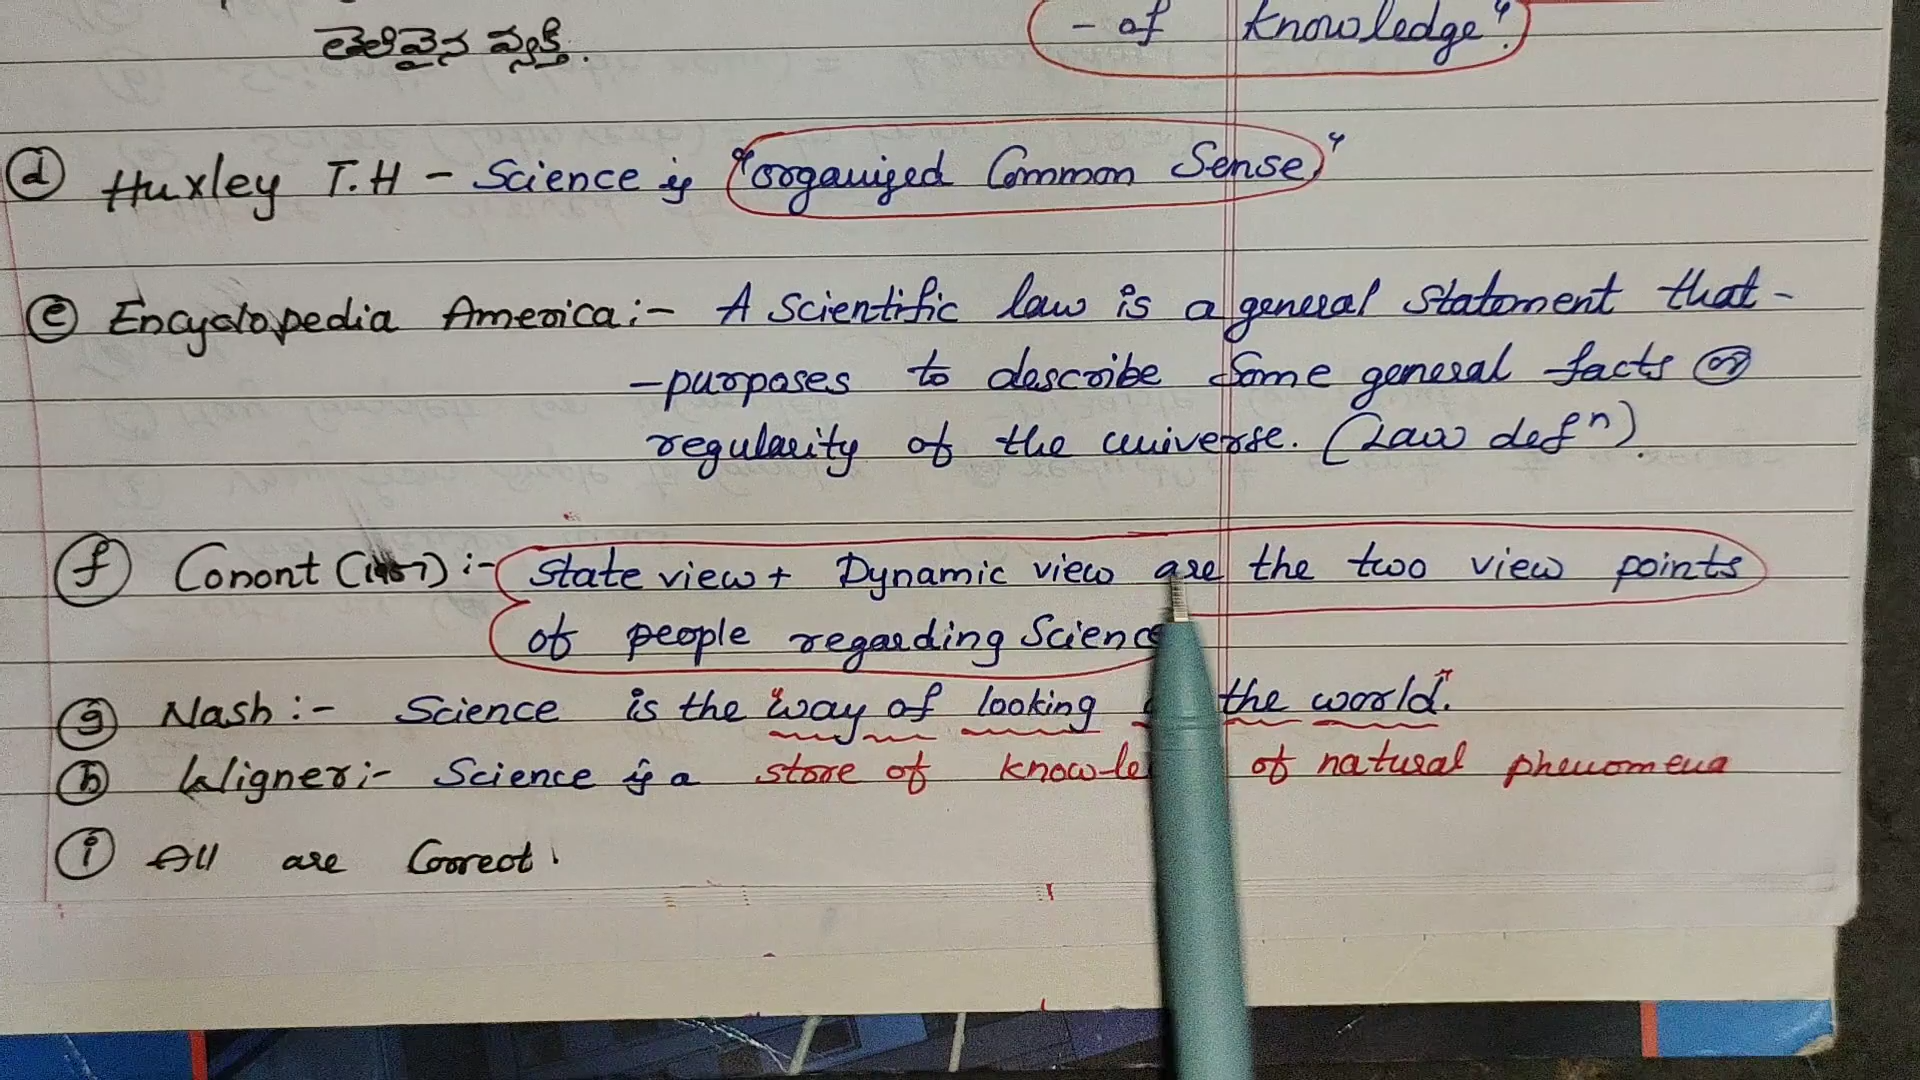 తెలివైన వ్యక్తి.
- of knowledge".
(d) Huxley T.H - Science is "organized Common Sense"
(e) Encyclopedia America :- A Scientific law is a general Statement that -
- purposes to describe Some general facts (or)
regularity of the universe. (Law defn)
(f) Conont ( ) :- State view + Dynamic view are the two view points
of people regarding Scienc
(g) Nash :- Science is the "way of looking the world".
(h) Wigner :- Science is a store of knowle of natural phenomena
(i) All are Correct.